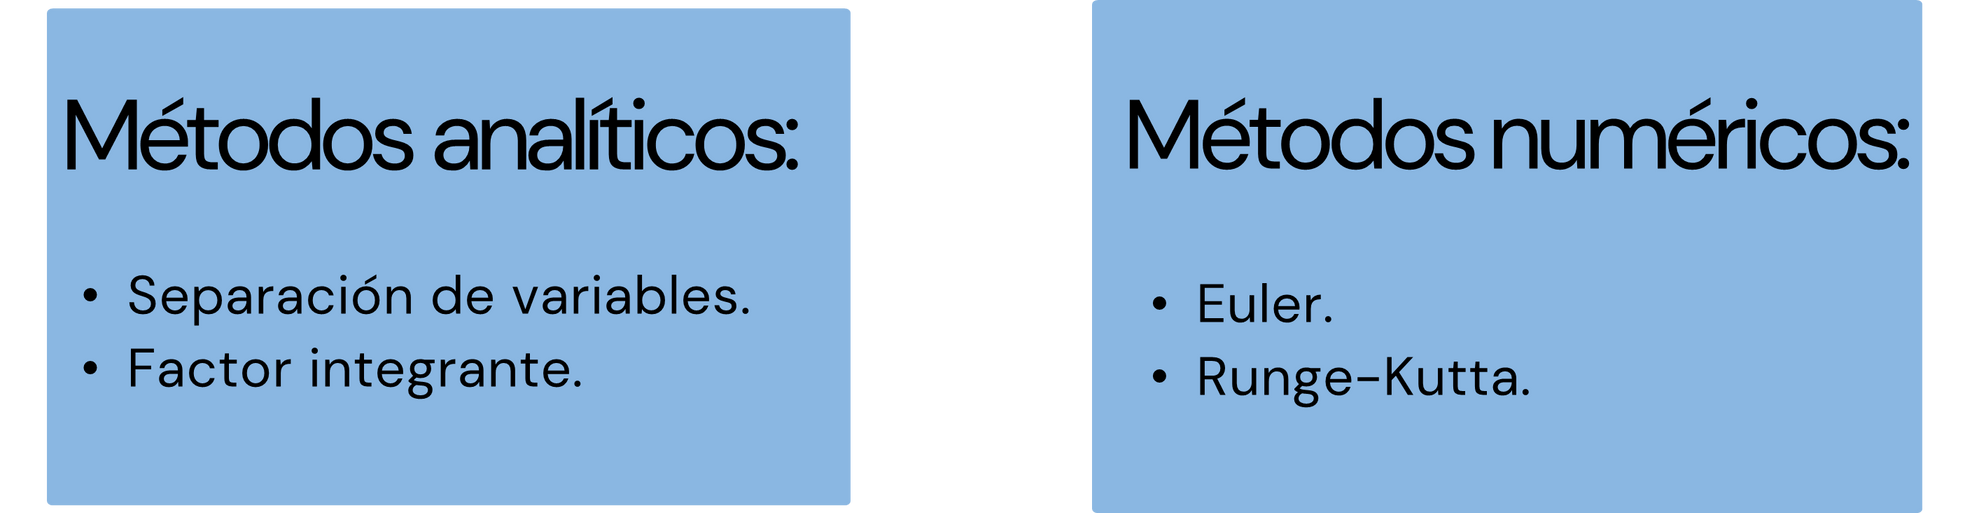 Métodos analíticos:
• Separación de variables.
• Factor integrante.
Métodos numéricos:
• Euler.
• Runge-Kutta.